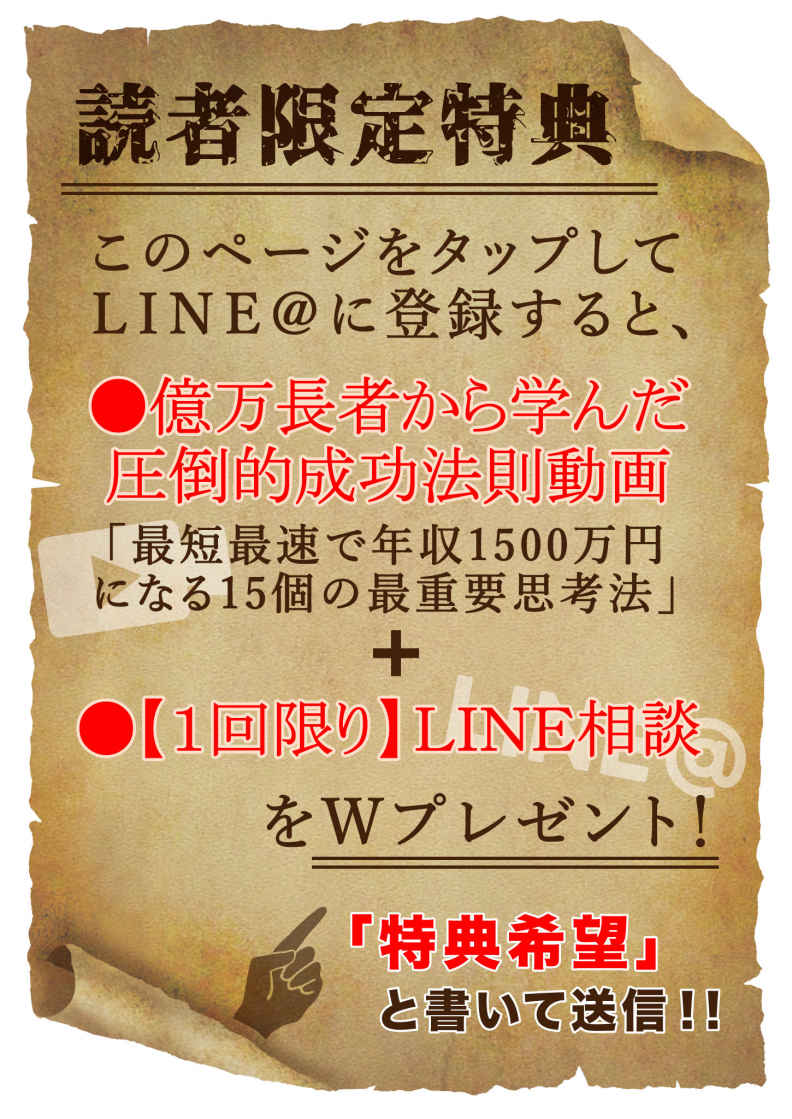 読者限定特典
このページをタップして
LINE@に登録すると、
●億万長者から学んだ
圧倒的成功法則動画
「最短最速で年収1500万円
になる15個の最重要思考法」
+
●【1回限り】LINE相談
LINE@
をWプレゼント!
「特典希望」
と書いて送信!!